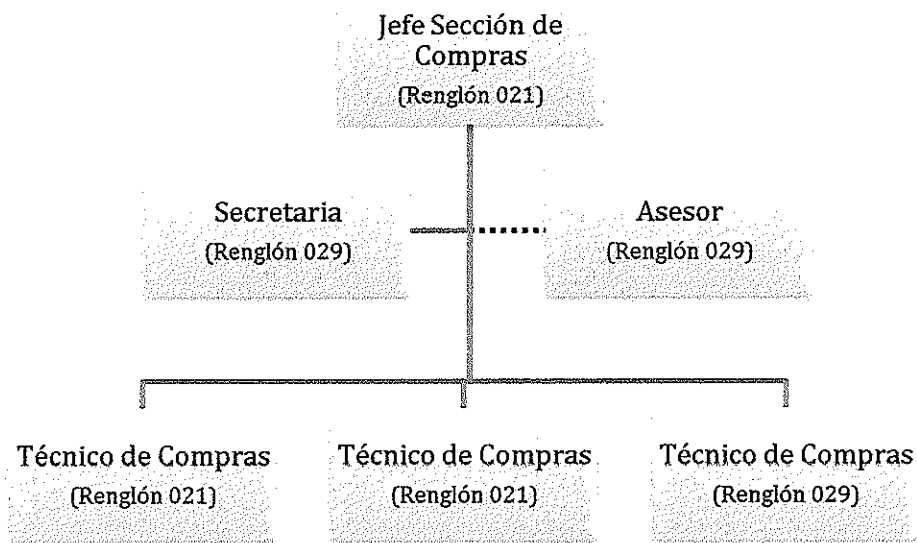 Jefe Sección de
Compras
(Renglón 021)
Secretaria
(Renglón 029)
Asesor
(Renglón 029)
Técnico de Compras
(Renglón 021)
Técnico de Compras
(Renglón 021)
Técnico de Compras
(Renglón 029)